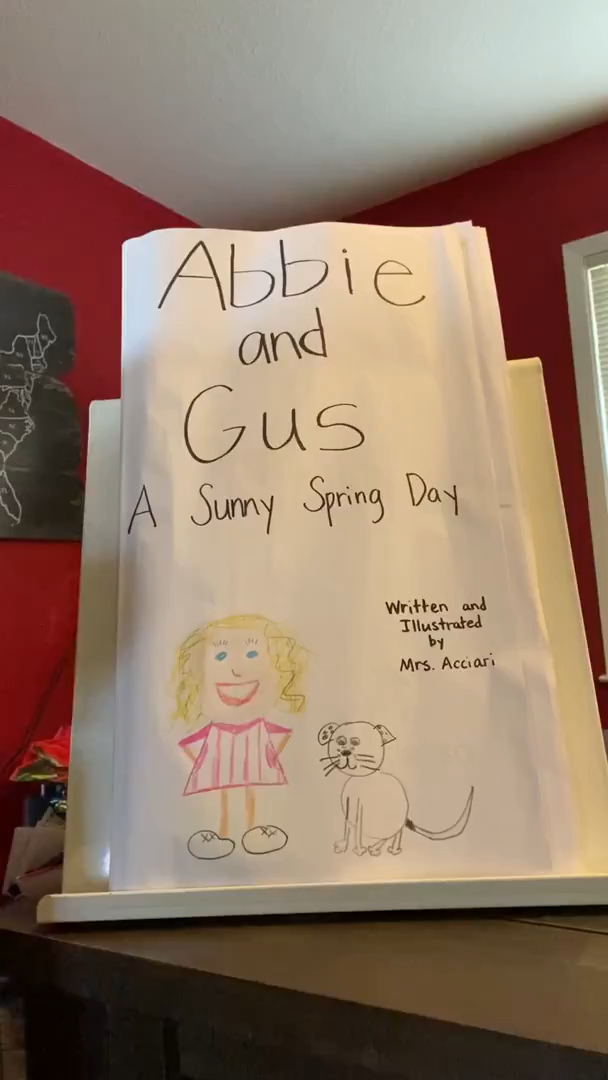 Abbie
and
Gus
A Sunny Spring Day
Written and
Illustrated
by
Mrs. Acciari